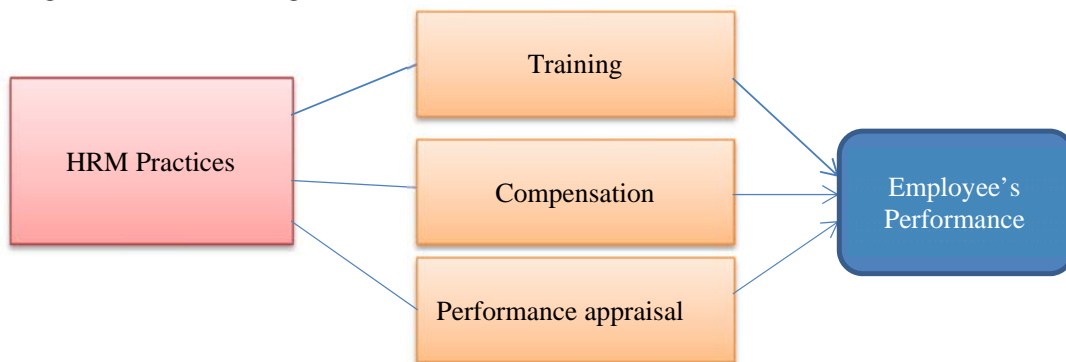 Training
HRM Practices
Compensation
Employee’s
Performance
Performance appraisal